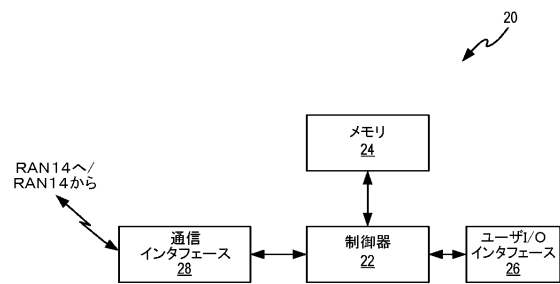 20
メモリ
24
RAN14へ/
RAN14から
通信
インタフェース
28
制御器
22
ユーザI/O
インタフェース
26